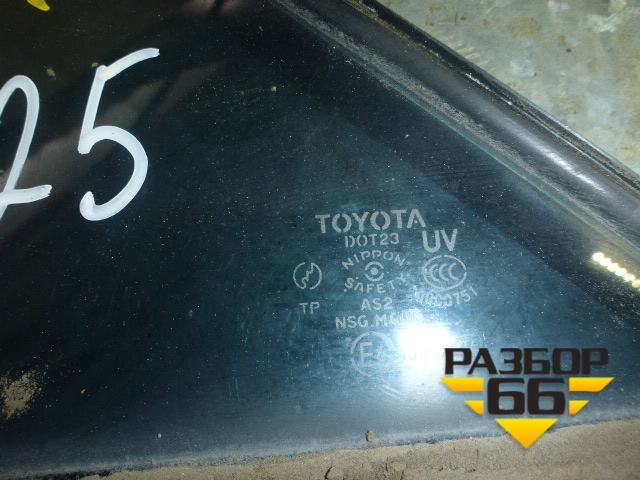 25
TOYOTA
DOT23 UV
NIPPON
SAFETY
TP AS2
NSG.
E
РАЗБОР
66